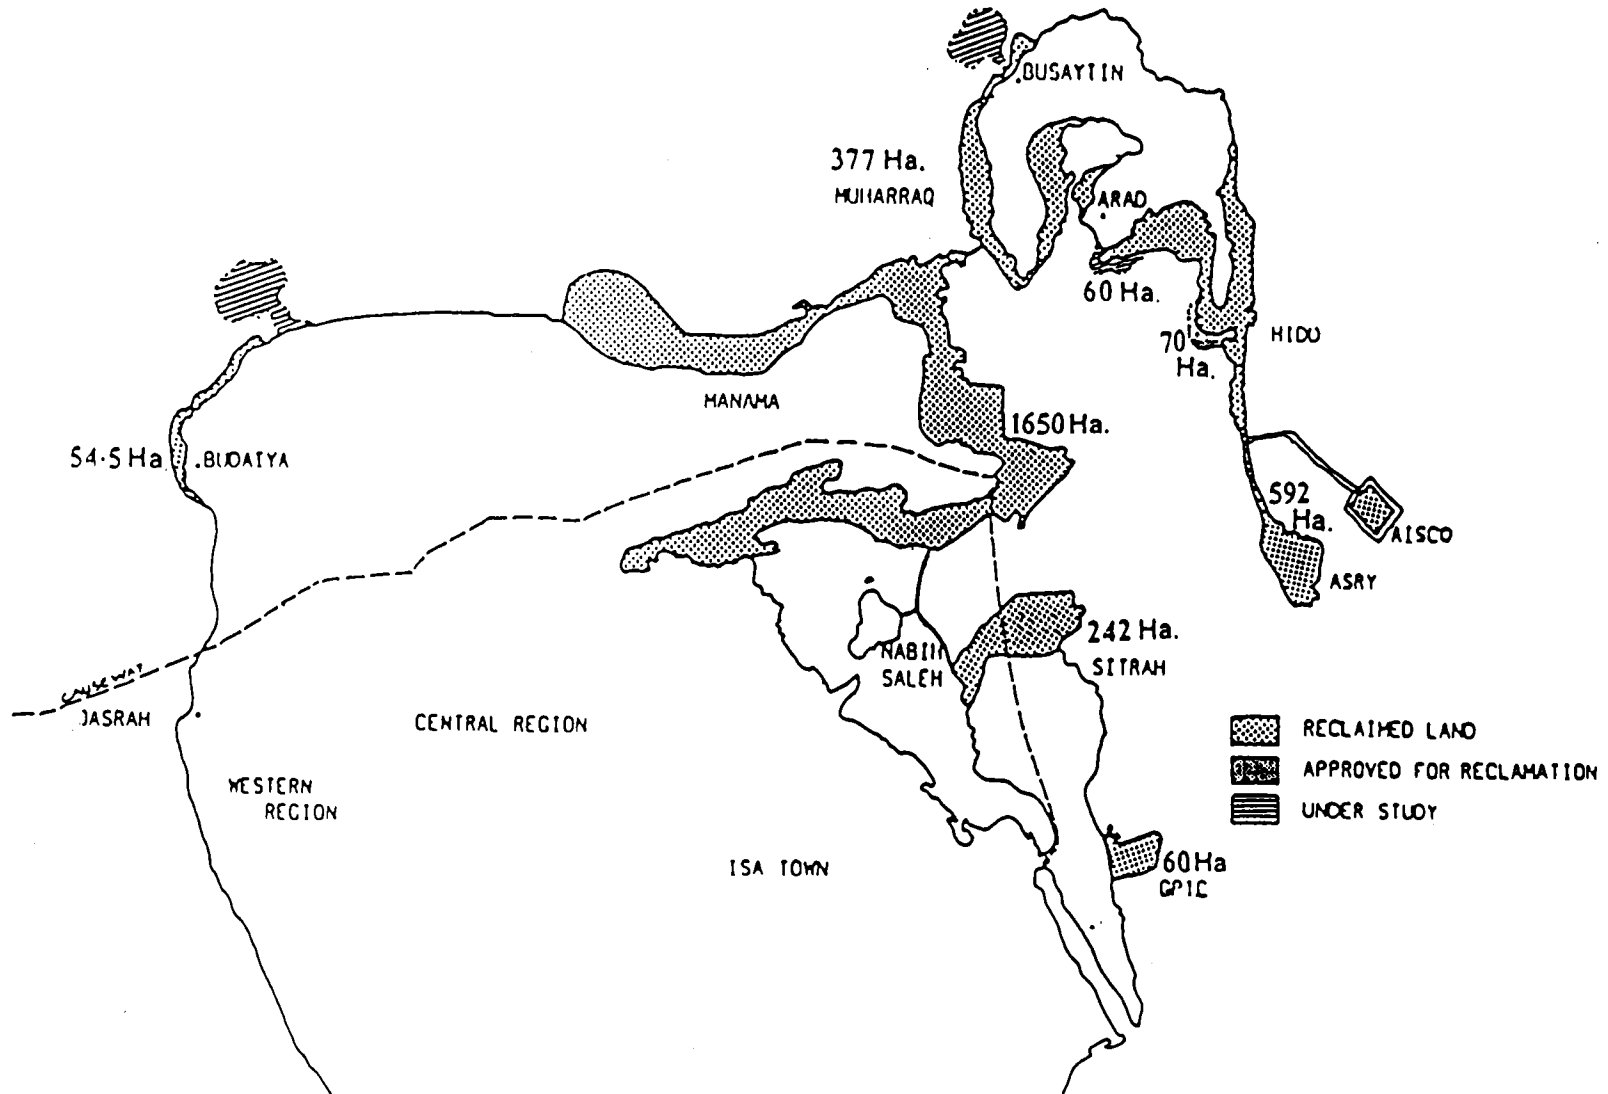 BUSAYTIN
377 Ha.
MUHARRAQ
ARAD
60 Ha.
HIDD
70
Ha.
MANAMA
1650 Ha.
54·5 Ha
BUDAIYA
592
Ha.
AISCO
ASRY
242 Ha.
NABIH
SALEH
SITRAH
CAUSEWAY
JASRAH
CENTRAL REGION
RECLAIMED LAND
APPROVED FOR RECLAMATION
UNDER STUDY
WESTERN
REGION
ISA TOWN
60 Ha
GPIC